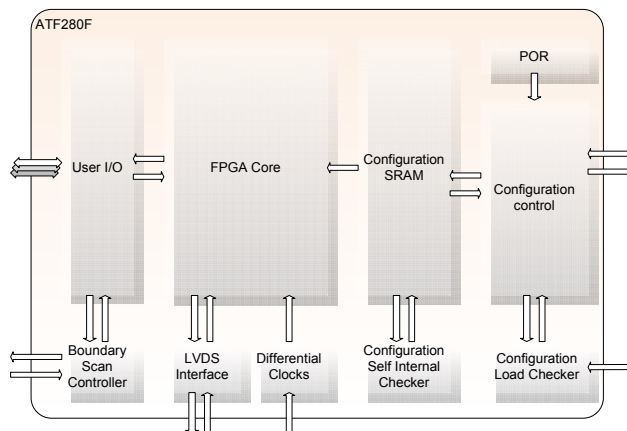 ATF280F
POR
User I/O
FPGA Core
Configuration
SRAM
Configuration
control
Boundary
Scan
Controller
LVDS
Interface
Differential
Clocks
Configuration
Self Internal
Checker
Configuration
Load Checker